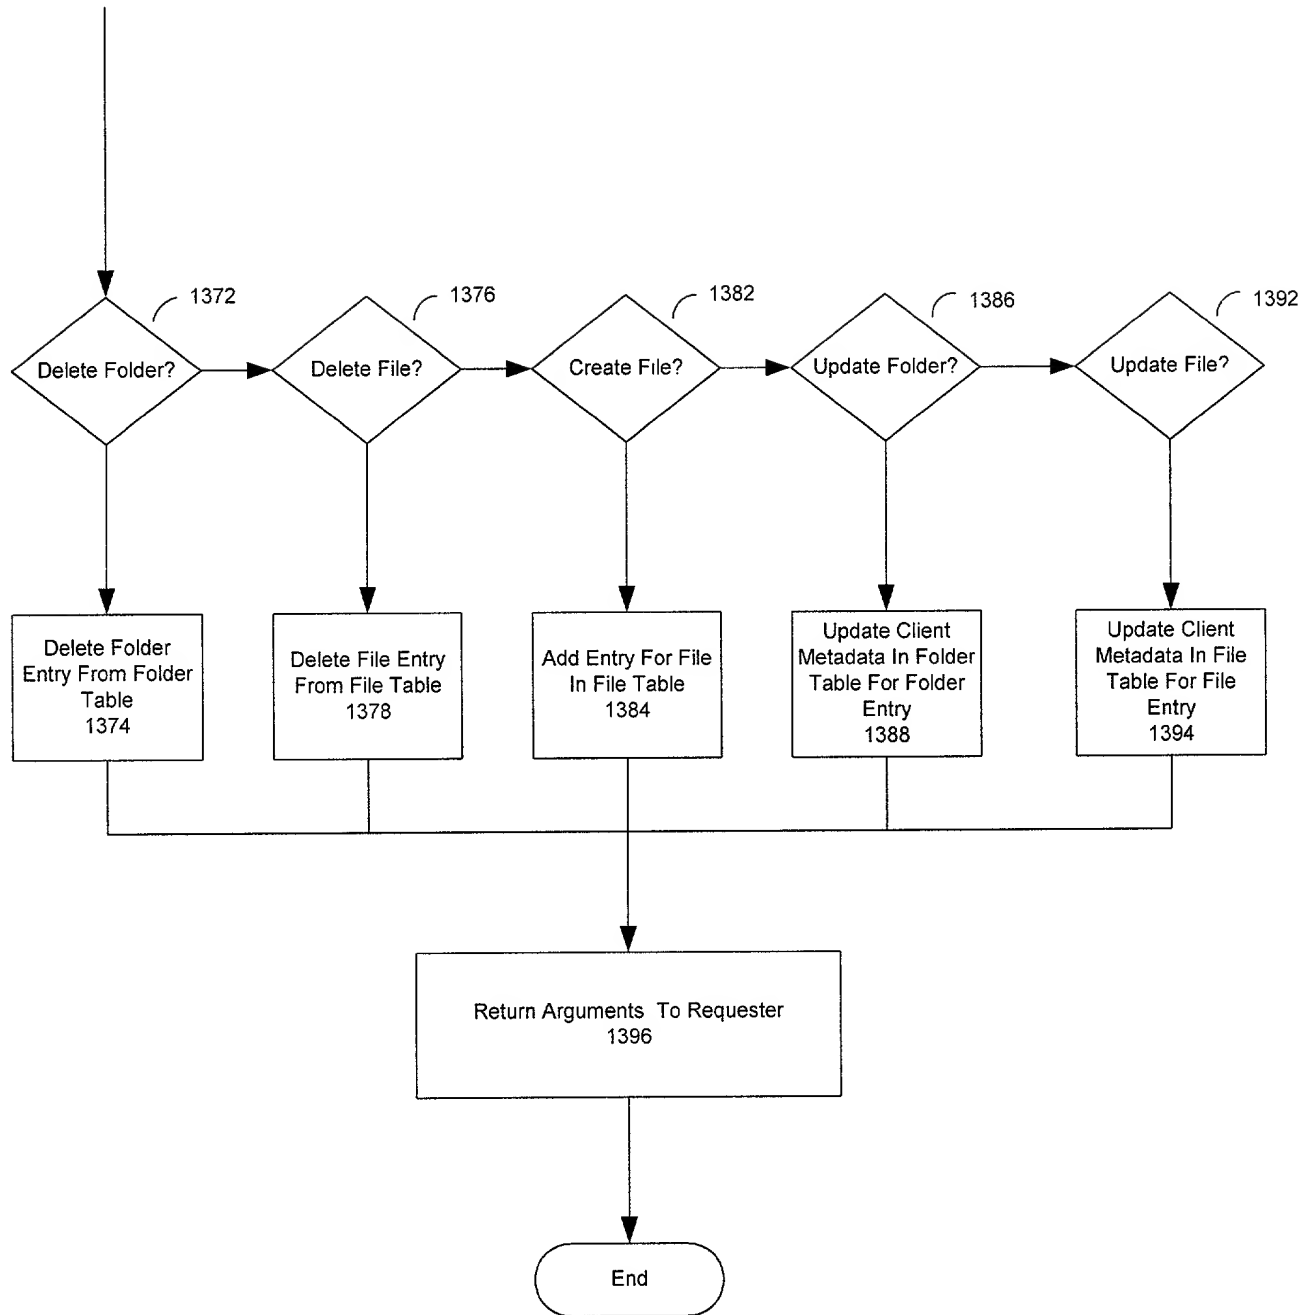 1372
1376
1382
1386
1392
Delete Folder?
Delete File?
Create File?
Update Folder?
Update File?
Delete Folder
Entry From Folder
Table
1374
Delete File Entry
From File Table
1378
Add Entry For File
In File Table
1384
Update Client
Metadata In Folder
Table For Folder
Entry
1388
Update Client
Metadata In File
Table For File
Entry
1394
Return Arguments To Requester
1396
End